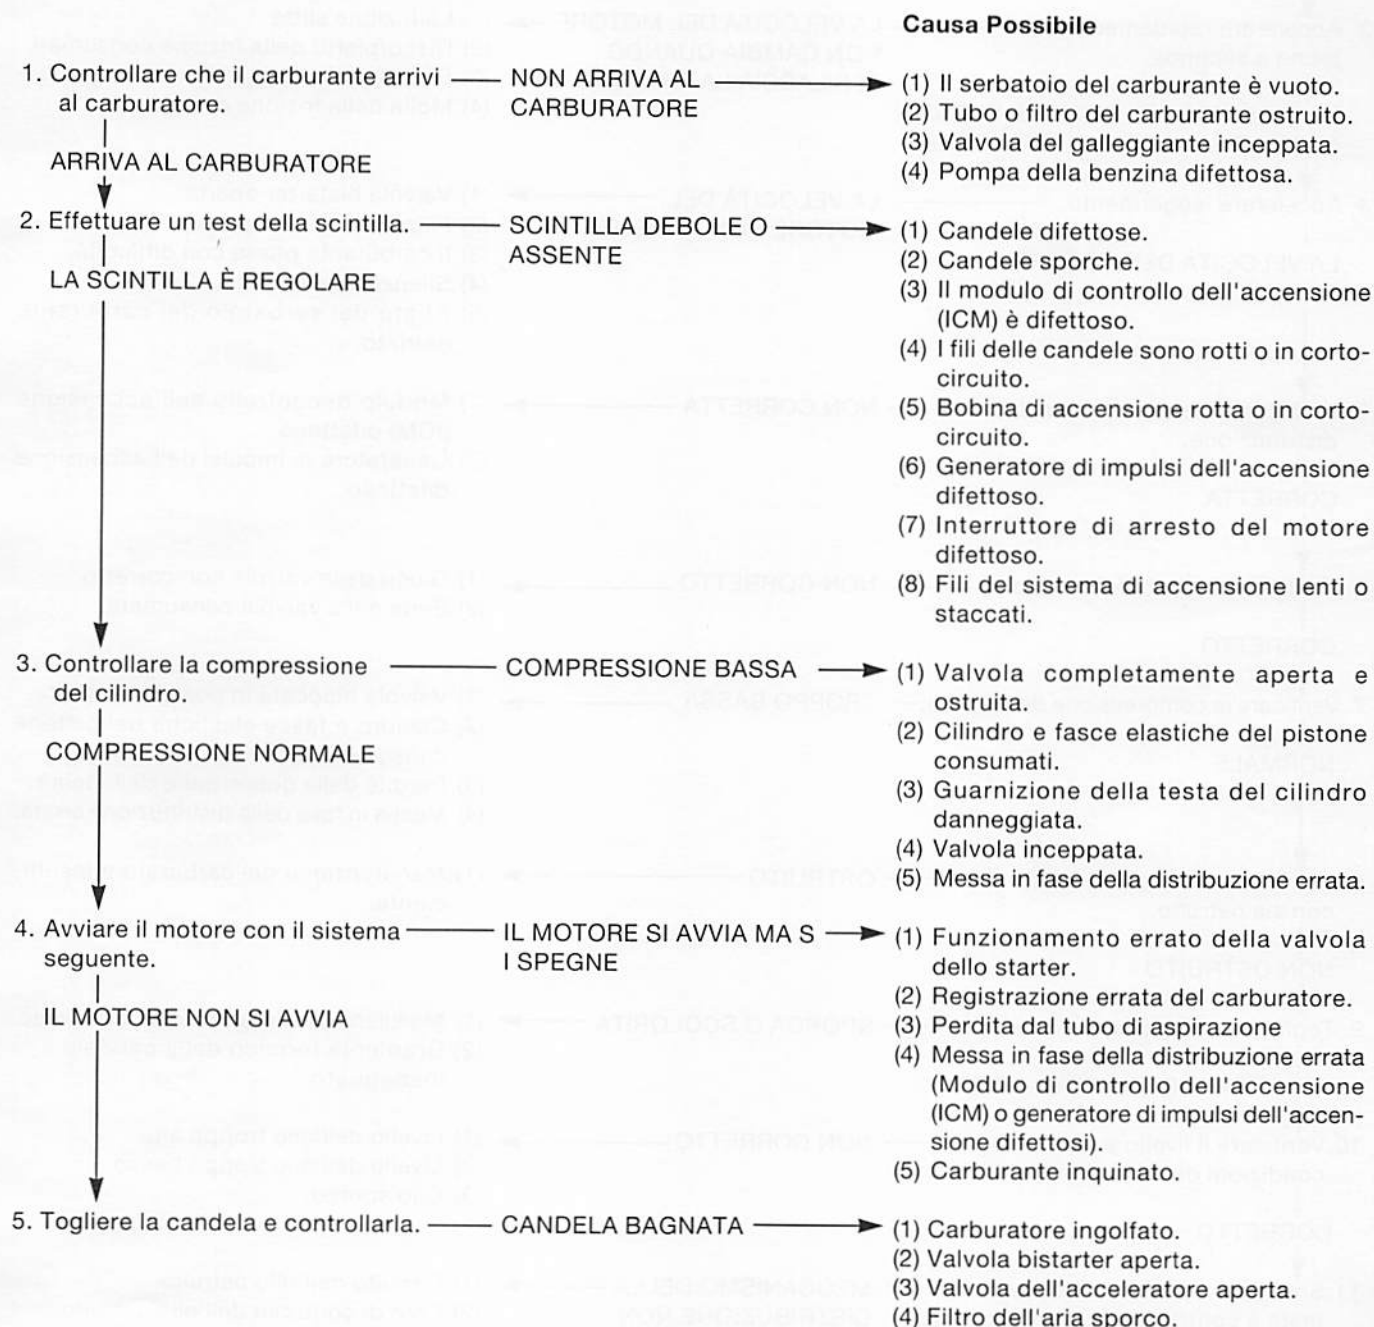 Causa Possibile
1. Controllare che il carburante arrivi
al carburatore.
NON ARRIVA AL
CARBURATORE
(1) Il serbatoio del carburante è vuoto.
(2) Tubo o filtro del carburante ostruito.
(3) Valvola del galleggiante inceppata.
(4) Pompa della benzina difettosa.
ARRIVA AL CARBURATORE
2. Effettuare un test della scintilla.
SCINTILLA DEBOLE O
ASSENTE
(1) Candele difettose.
(2) Candele sporche.
(3) Il modulo di controllo dell'accensione
(ICM) è difettoso.
(4) I fili delle candele sono rotti o in corto-
circuito.
(5) Bobina di accensione rotta o in corto-
circuito.
(6) Generatore di impulsi dell'accensione
difettoso.
(7) Interruttore di arresto del motore
difettoso.
(8) Fili del sistema di accensione lenti o
staccati.
LA SCINTILLA È REGOLARE
3. Controllare la compressione
del cilindro.
COMPRESSIONE BASSA
(1) Valvola completamente aperta e
ostruita.
(2) Cilindro e fasce elastiche del pistone
consumati.
(3) Guarnizione della testa del cilindro
danneggiata.
(4) Valvola inceppata.
(5) Messa in fase della distribuzione errata.
COMPRESSIONE NORMALE
4. Avviare il motore con il sistema
seguente.
IL MOTORE SI AVVIA MA S
I SPEGNE
(1) Funzionamento errato della valvola
dello starter.
(2) Registrazione errata del carburatore.
(3) Perdita dal tubo di aspirazione
(4) Messa in fase della distribuzione errata
(Modulo di controllo dell'accensione
(ICM) o generatore di impulsi dell'accen-
sione difettosi).
(5) Carburante inquinato.
IL MOTORE NON SI AVVIA
5. Togliere la candela e controllarla.
CANDELA BAGNATA
(1) Carburatore ingolfato.
(2) Valvola bistarter aperta.
(3) Valvola dell'acceleratore aperta.
(4) Filtro dell'aria sporco.